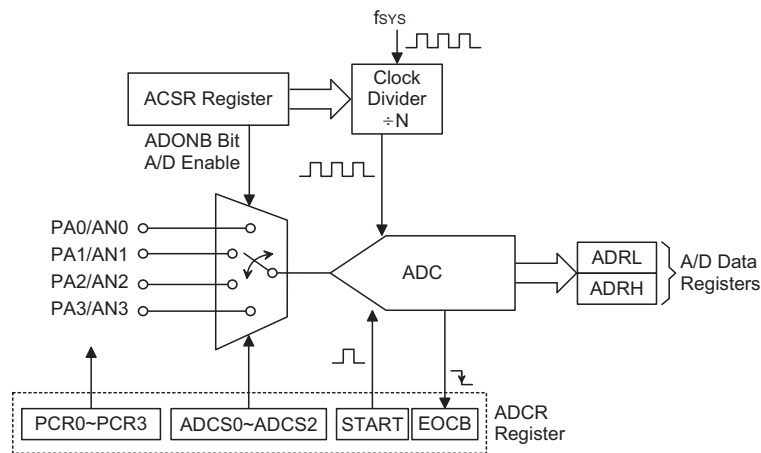 fSYS
ACSR Register
Clock
Divider
÷N
ADONB Bit
A/D Enable
PA0/AN0
PA1/AN1
PA2/AN2
PA3/AN3
ADC
ADRL
ADRH
A/D Data
Registers
PCR0~PCR3
ADCS0~ADCS2
START
EOCB
ADCR
Register